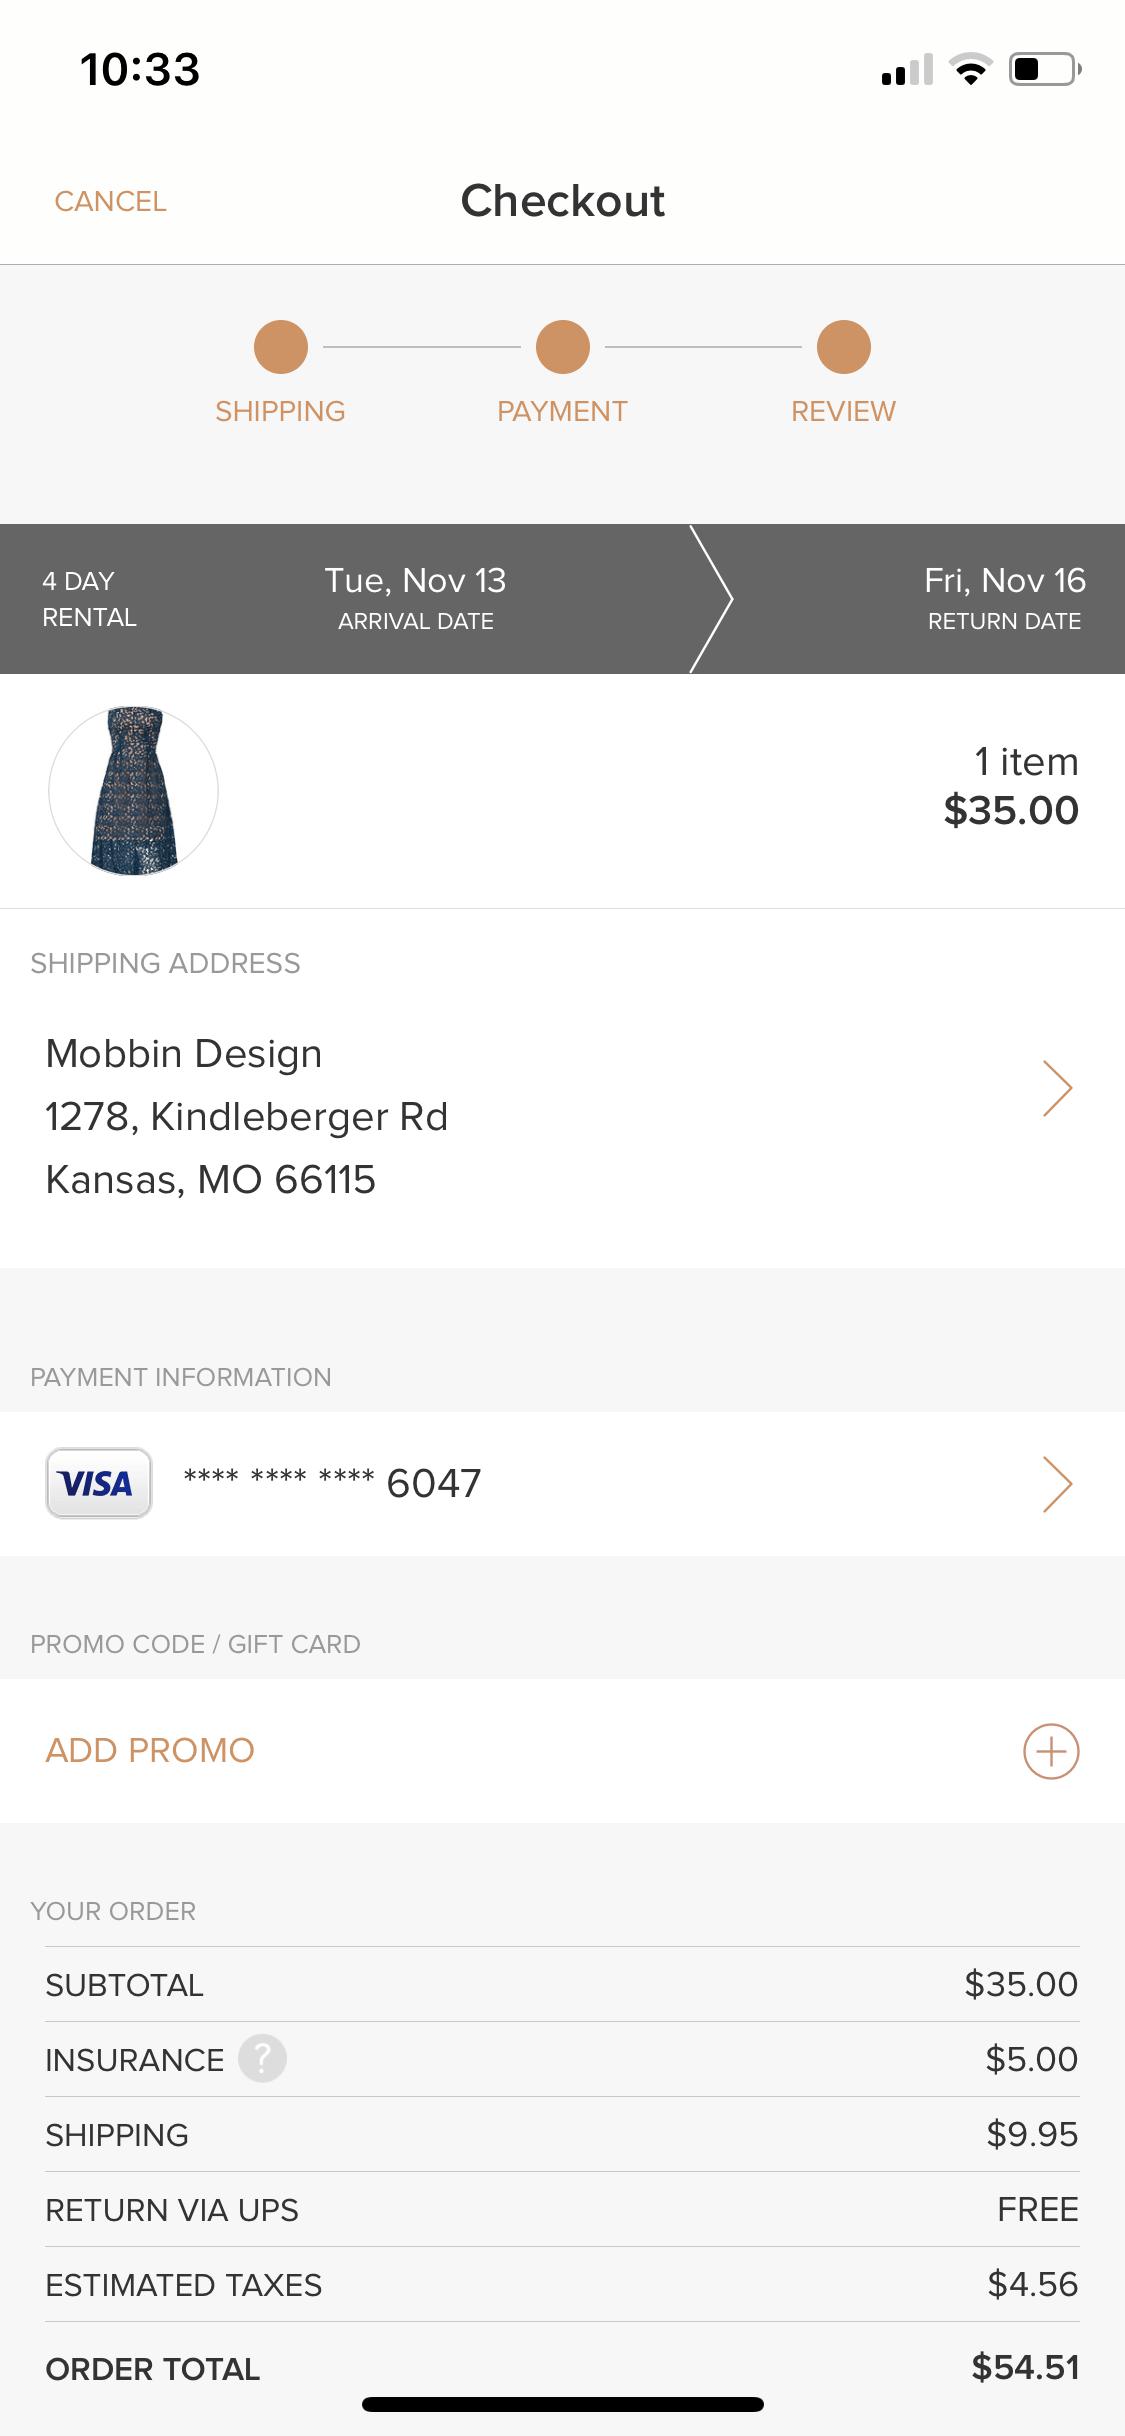 10:33
CANCEL
Checkout
SHIPPING
PAYMENT
REVIEW
4 DAY
RENTAL
Tue, Nov 13
ARRIVAL DATE
Fri, Nov 16
RETURN DATE
1 item
$35.00
SHIPPING ADDRESS
Mobbin Design
1278, Kindleberger Rd
Kansas, MO 66115
PAYMENT INFORMATION
VISA **** **** **** 6047
PROMO CODE / GIFT CARD
ADD PROMO
YOUR ORDER
SUBTOTAL $35.00
INSURANCE ? $5.00
SHIPPING $9.95
RETURN VIA UPS FREE
ESTIMATED TAXES $4.56
ORDER TOTAL $54.51